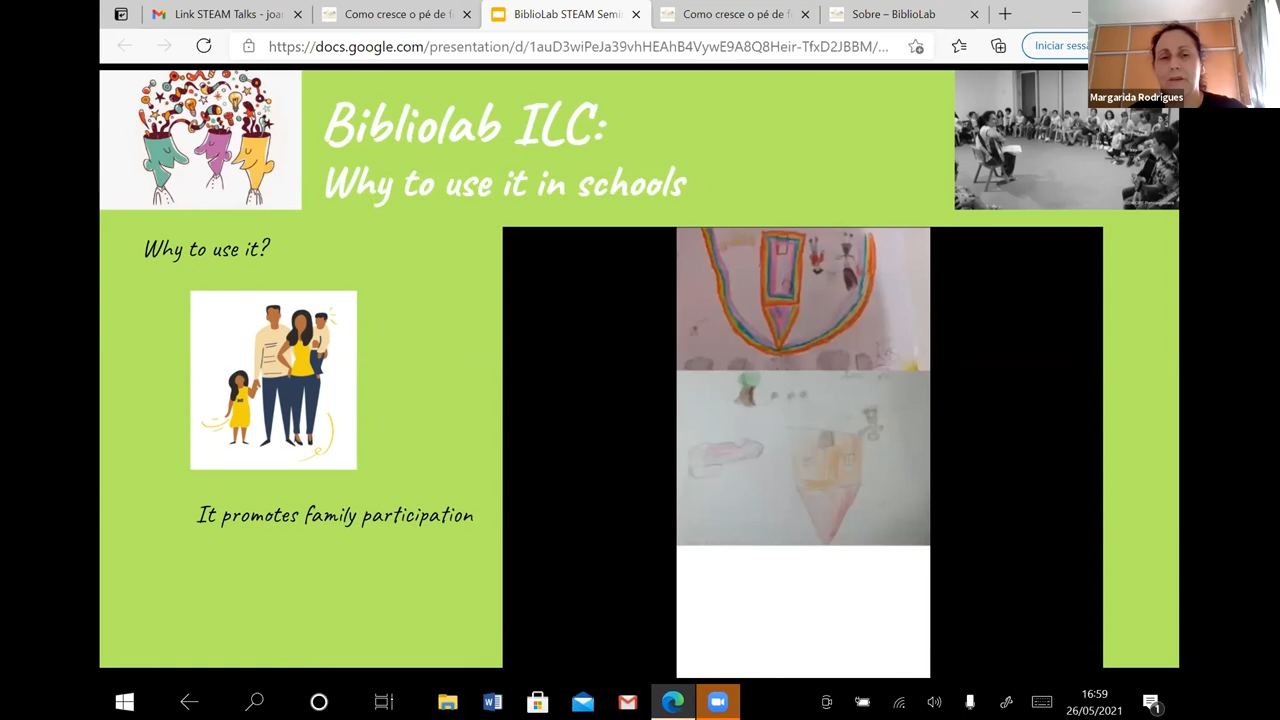 Link STEAM Talks - joa
Como cresce o pé de f
BiblioLab STEAM Semi
Como cresce o pé de f
Sobre – BiblioLab
https://docs.google.com/presentation/d/1auD3wiPeJa39vhHEAhB4VywE9A8Q8Heir-TfxD2JBBM/...
Iniciar sess
Margarida Rodrigues
Bibliolab ILC:
Why to use it in schools
Why to use it?
It promotes family participation
16:59
26/05/2021
1